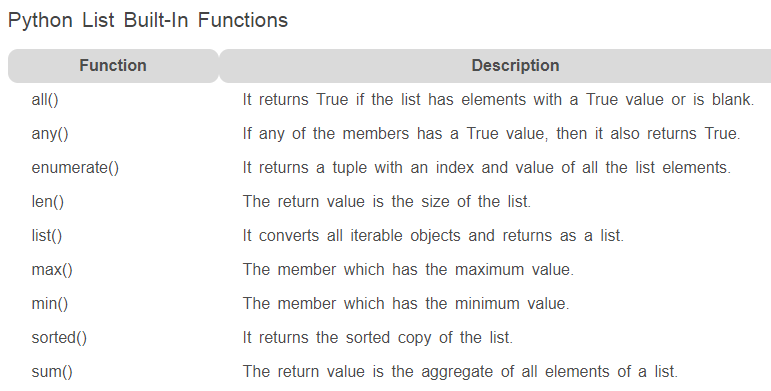 Python List Built-In Functions
Function Description
all() It returns True if the list has elements with a True value or is blank.
any() If any of the members has a True value, then it also returns True.
enumerate() It returns a tuple with an index and value of all the list elements.
len() The return value is the size of the list.
list() It converts all iterable objects and returns as a list.
max() The member which has the maximum value.
min() The member which has the minimum value.
sorted() It returns the sorted copy of the list.
sum() The return value is the aggregate of all elements of a list.